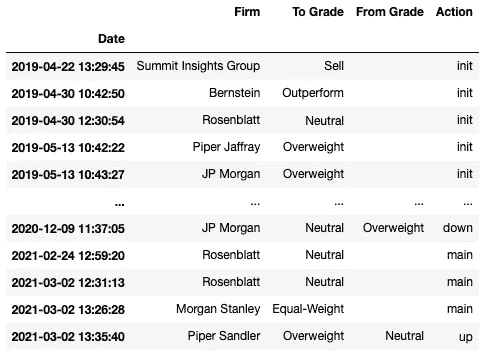 Firm To Grade From Grade Action
Date
2019-04-22 13:29:45 Summit Insights Group Sell init
2019-04-30 10:42:50 Bernstein Outperform init
2019-04-30 12:30:54 Rosenblatt Neutral init
2019-05-13 10:42:22 Piper Jaffray Overweight init
2019-05-13 10:43:27 JP Morgan Overweight init
... ... ... ... ...
2020-12-09 11:37:05 JP Morgan Neutral Overweight down
2021-02-24 12:59:20 Rosenblatt Neutral main
2021-03-02 12:31:13 Rosenblatt Neutral main
2021-03-02 13:26:28 Morgan Stanley Equal-Weight main
2021-03-02 13:35:40 Piper Sandler Overweight Neutral up